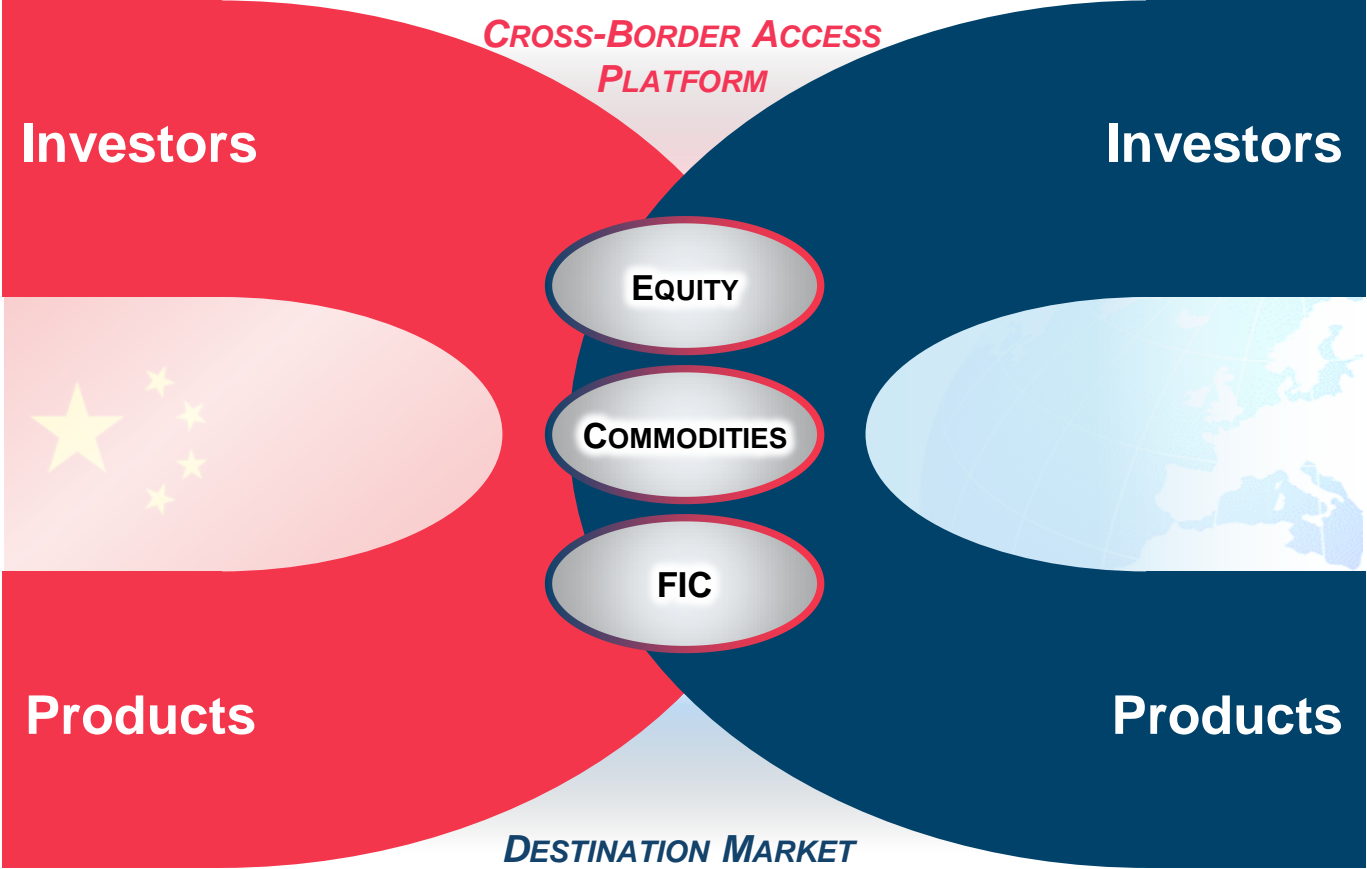 CROSS-BORDER ACCESS
PLATFORM
Investors
Investors
EQUITY
COMMODITIES
FIC
Products
Products
DESTINATION MARKET